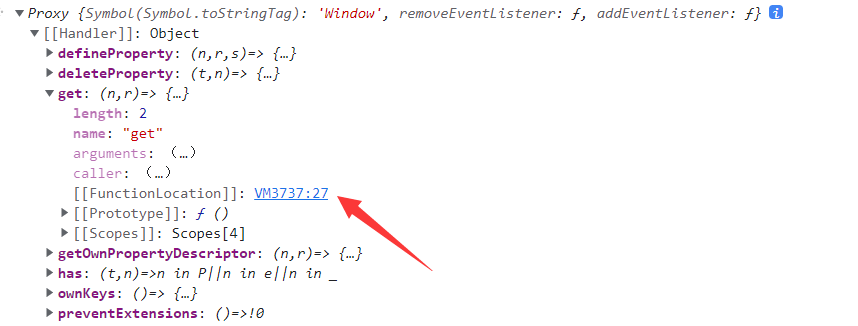 Proxy {Symbol(Symbol.toStringTag): 'Window', removeEventListener: ƒ, addEventListener: ƒ} i
[[Handler]]: Object
defineProperty: (n,r,s)=> {…}
deleteProperty: (t,n)=> {…}
get: (n,r)=> {…}
length: 2
name: "get"
arguments: (…)
caller: (…)
[[FunctionLocation]]: VM3737:27
[[Prototype]]: ƒ ()
[[Scopes]]: Scopes[4]
getOwnPropertyDescriptor: (n,r)=> {…}
has: (t,n)=>n in P||n in e||n in _
ownKeys: ()=> {…}
preventExtensions: ()=>!0